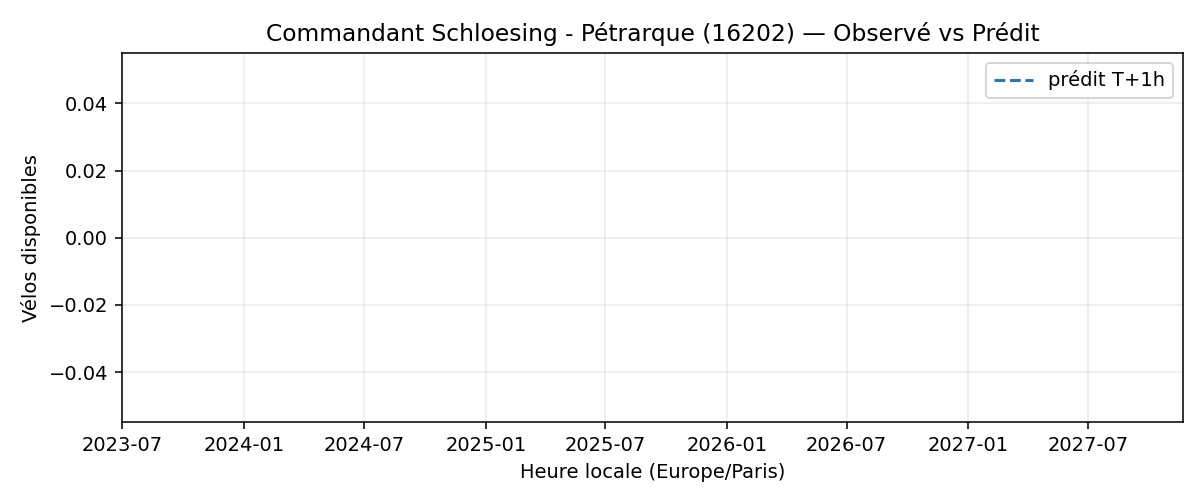 Commandant Schloesing - Pétrarque (16202) — Observé vs Prédit
prédit T+1h
Vélos disponibles
0.04
0.02
0.00
−0.02
−0.04
2023-07 2024-01 2024-07 2025-01 2025-07 2026-01 2026-07 2027-01 2027-07
Heure locale (Europe/Paris)